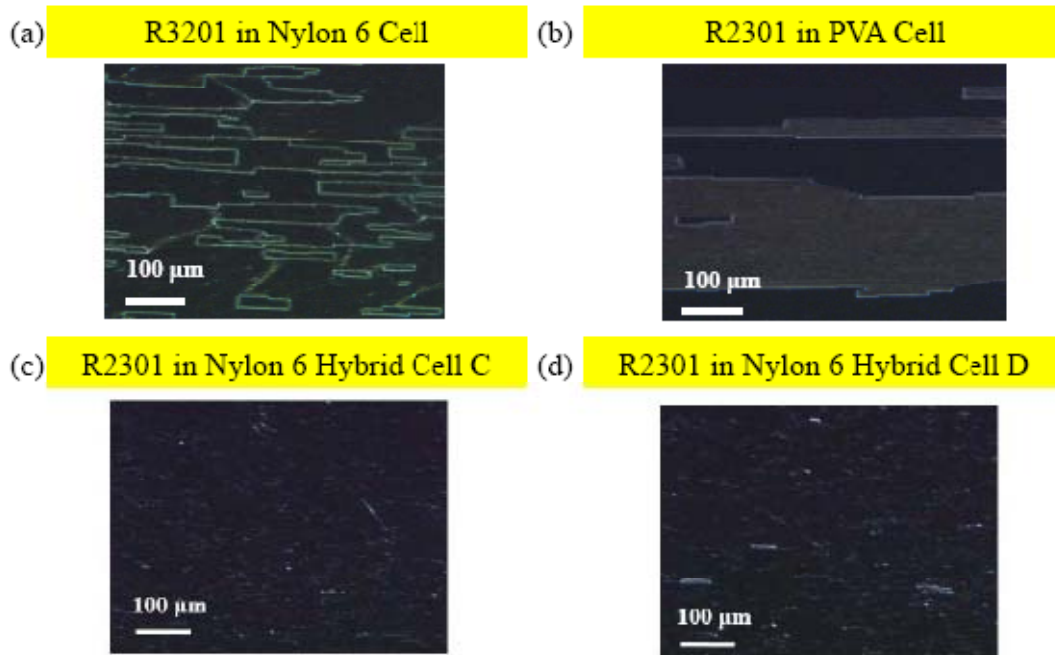 (a) R3201 in Nylon 6 Cell
(b) R2301 in PVA Cell
100 μm
100 μm
(c) R2301 in Nylon 6 Hybrid Cell C
(d) R2301 in Nylon 6 Hybrid Cell D
100 μm
100 μm